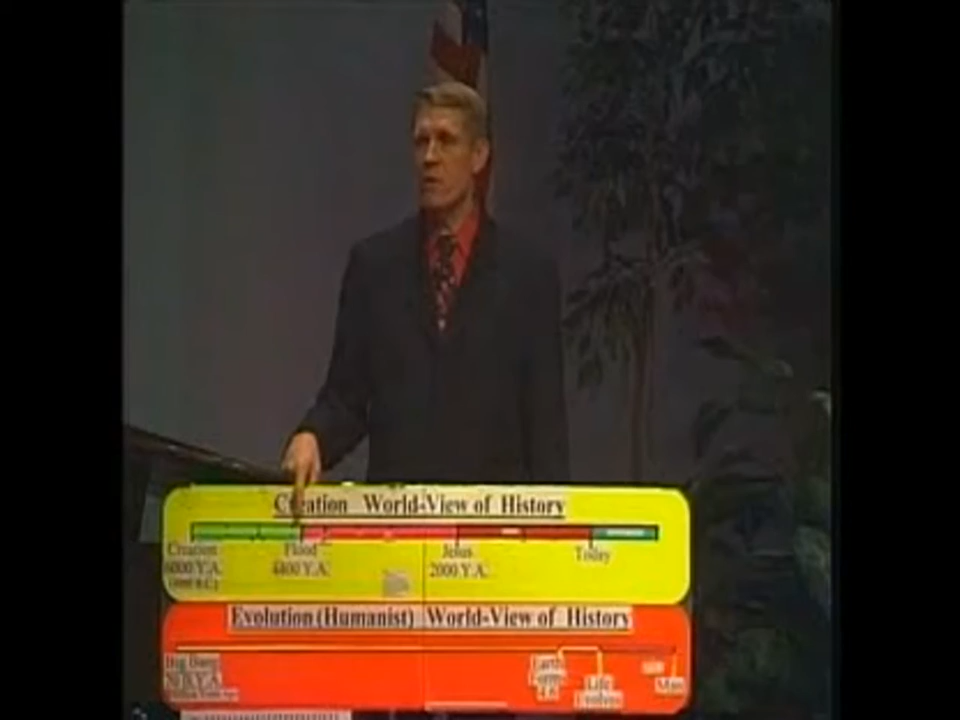 Creation World-View of History
Creation Flood Jesus Today
6000 Y.A. 4400 Y.A. 2000 Y.A.
Evolution (Humanist) World-View of History
Big Bang Earth
Life Man
Evolves